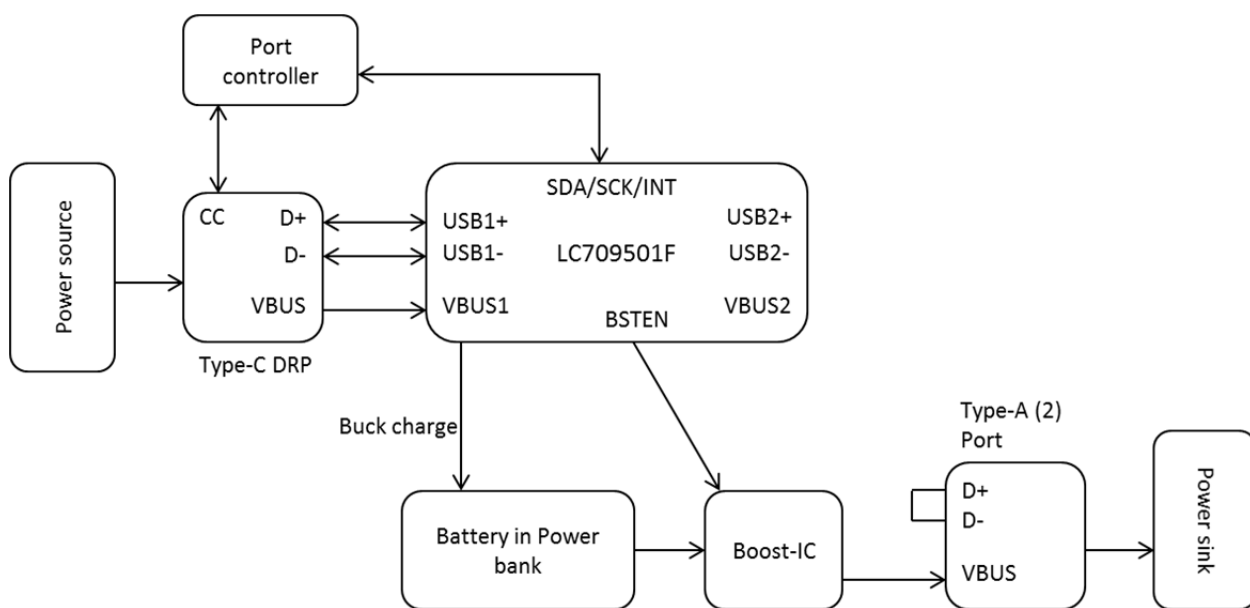 Port
controller
Power source
CC
D+
D-
VBUS
Type-C DRP
SDA/SCK/INT
USB1+
USB1-
VBUS1
LC709501F
USB2+
USB2-
VBUS2
BSTEN
Buck charge
Battery in Power
bank
Boost-IC
Type-A (2)
Port
D+
D-
VBUS
Power sink